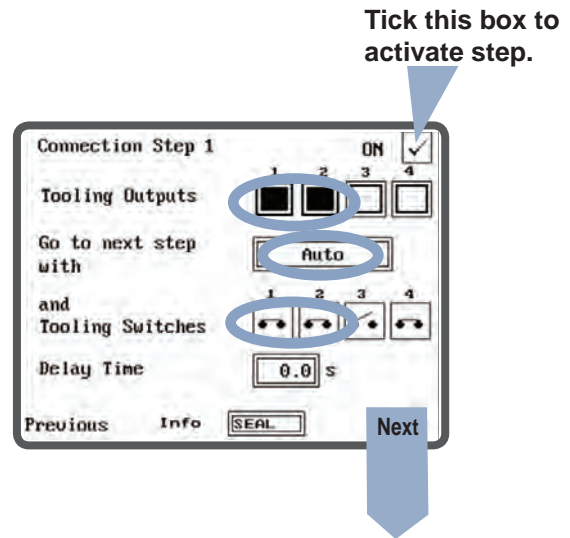 Tick this box to
activate step.
Connection Step 1 ON
1 2 3 4
Tooling Outputs
Go to next step
with Auto
1 2 3 4
and
Tooling Switches
Delay Time 0.0 s
Previous Info SEAL Next